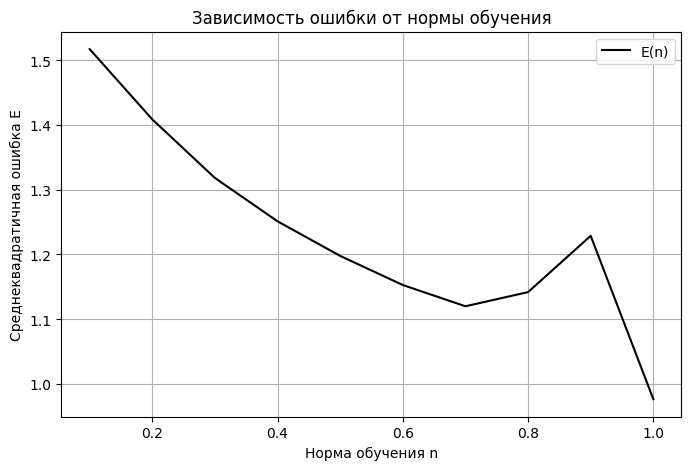 Зависимость ошибки от нормы обучения
E(n)
Среднеквадратичная ошибка E
1.5
1.4
1.3
1.2
1.1
1.0
0.2 0.4 0.6 0.8 1.0
Норма обучения n